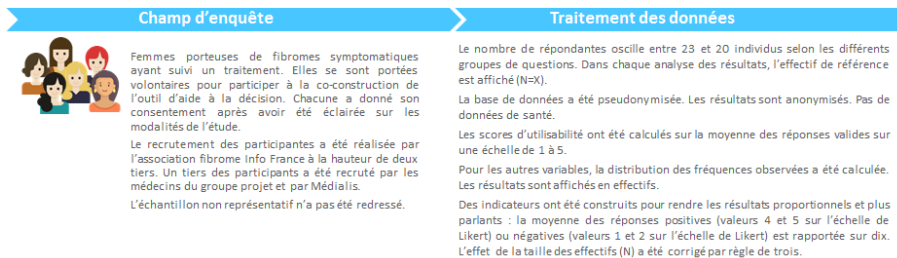 Champ d'enquête
Femmes porteuses de fibromes symptomatiques
ayant suivi un traitement. Elles se sont portées
volontaires pour participer à la co-construction de
l'outil d'aide à la décision. Chacune a donné son
consentement après avoir été éclairée sur les
modalités de l'étude.
Le recrutement des participantes a été réalisée par
l'association fibrome Info France à la hauteur de deux
tiers. Un tiers des participants a été recruté par les
médecins du groupe projet et par Médialis.
L'échantillon non représentatif n'a pas été redressé.
Traitement des données
Le nombre de répondantes oscille entre 23 et 20 individus selon les différents
groupes de questions. Dans chaque analyse des résultats, l'effectif de référence
est affiché (N=X).
La base de données a été pseudonymisée. Les résultats sont anonymisés. Pas de
données de santé.
Les scores d'utilisabilité ont été calculés sur la moyenne des réponses valides sur
une échelle de 1 à 5.
Pour les autres variables, la distribution des fréquences observées a été calculée.
Les résultats sont affichés en effectifs.
Des indicateurs ont été construits pour rendre les résultats proportionnels et plus
parlants : la moyenne des réponses positives (valeurs 4 et 5 sur l'échelle de
Likert) ou négatives (valeurs 1 et 2 sur l'échelle de Likert) est rapportée sur dix.
L'effet de la taille des effectifs (N) a été corrigé par règle de trois.